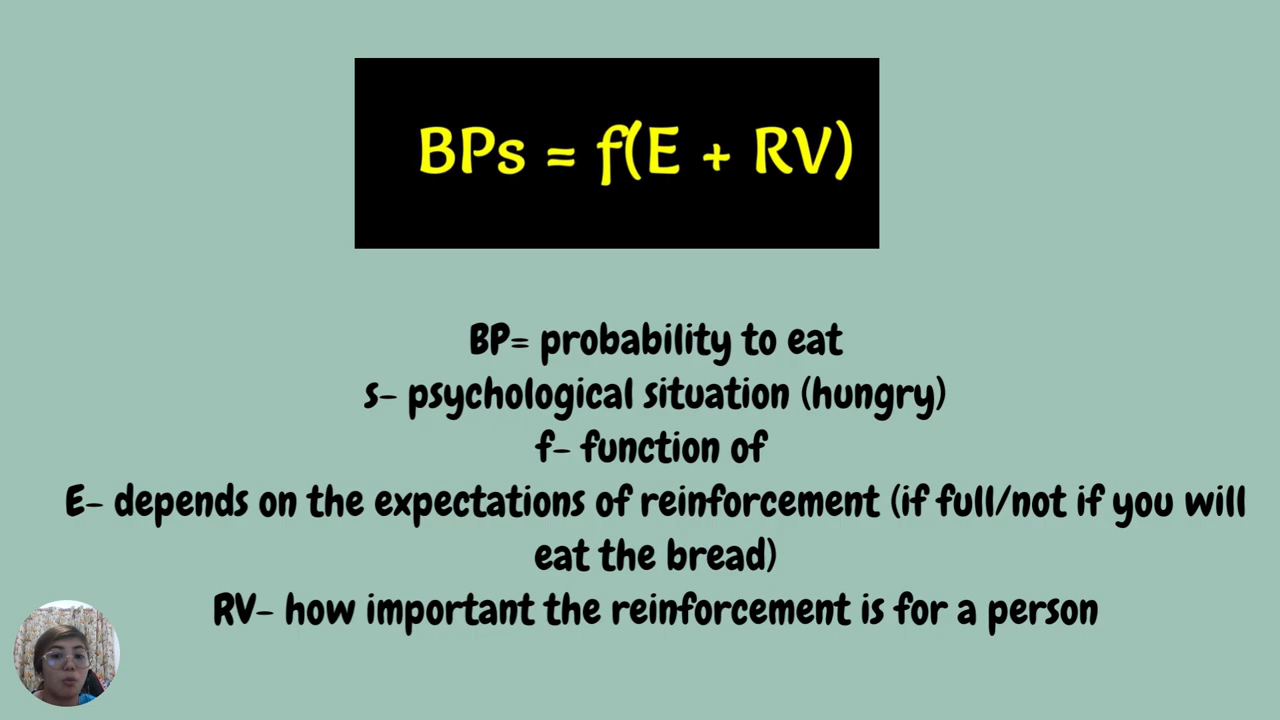 BPs = f(E + RV)
BP= probability to eat
s- psychological situation (hungry)
f- function of
E- depends on the expectations of reinforcement (if full/not if you will
eat the bread)
RV- how important the reinforcement is for a person